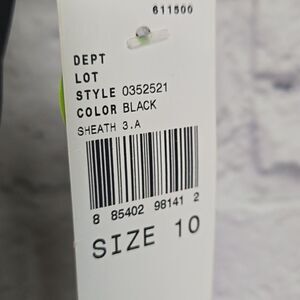 611500
DEPT
LOT
STYLE 0352521
COLOR BLACK
SHEATH 3.A
8 85402 98141 2
SIZE 10